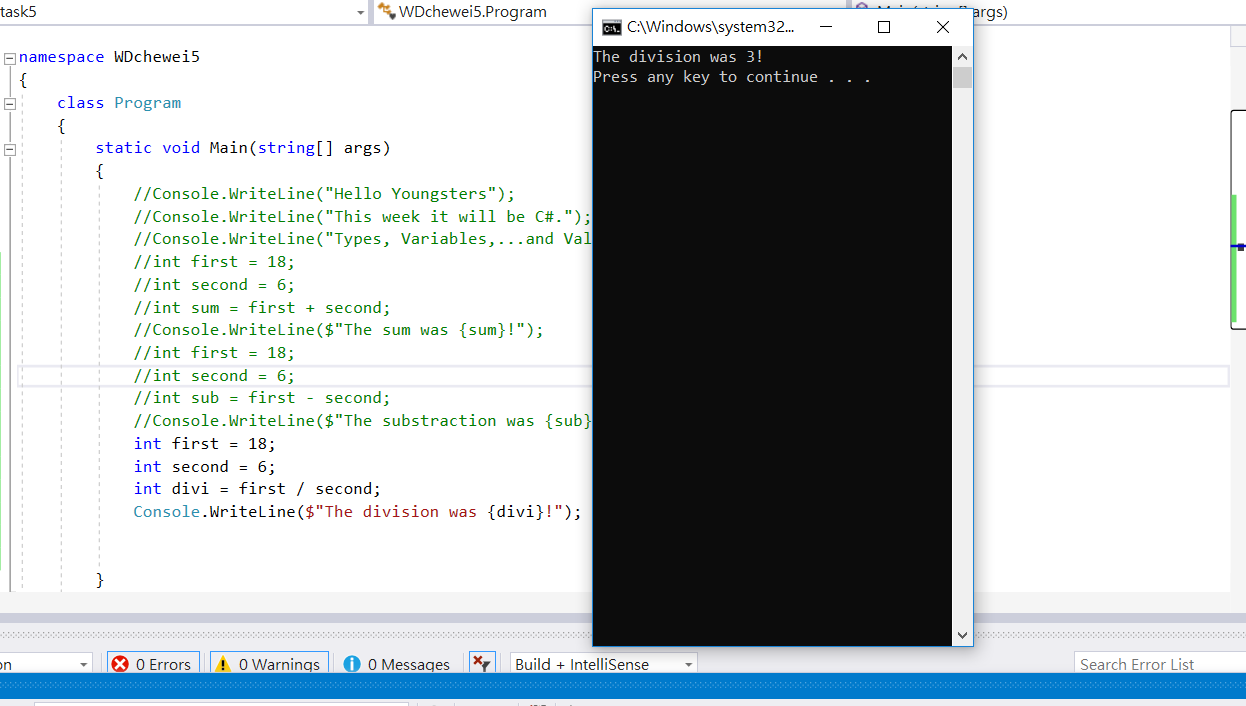 task5
WDchewei5.Program
args)
C:\Windows\system32...
namespace WDchewei5
{
class Program
{
static void Main(string[] args)
{
//Console.WriteLine("Hello Youngsters");
//Console.WriteLine("This week it will be C#.");
//Console.WriteLine("Types, Variables,...and Val
//int first = 18;
//int second = 6;
//int sum = first + second;
//Console.WriteLine($"The sum was {sum}!");
//int first = 18;
//int second = 6;
//int sub = first - second;
//Console.WriteLine($"The substraction was {sub}
int first = 18;
int second = 6;
int divi = first / second;
Console.WriteLine($"The division was {divi}!");
}
The division was 3!
Press any key to continue . . .
on
0 Errors
0 Warnings
0 Messages
Build + IntelliSense
Search Error List